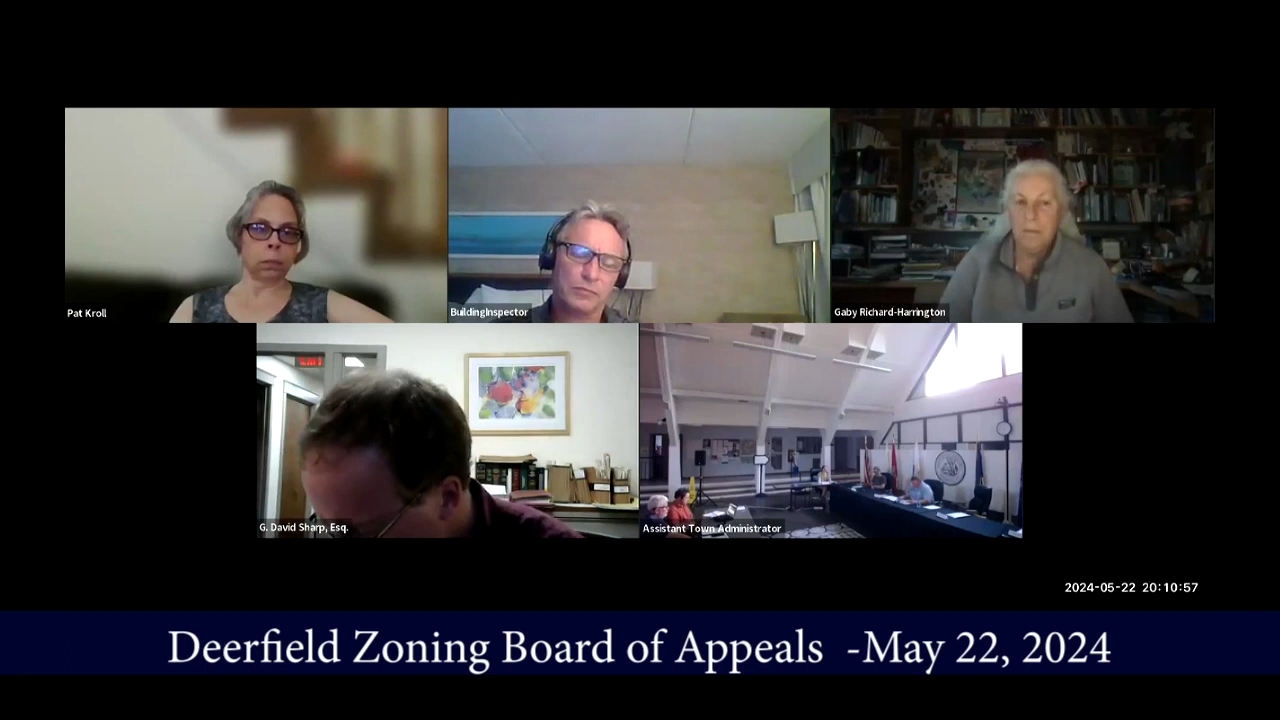 Pat Kroll
BuildingInspector
Gaby Richard-Harrington
EXIT
G. David Sharp, Esq.
Assistant Town Administrator
2024-05-22 20:10:57
Deerfield Zoning Board of Appeals -May 22, 2024